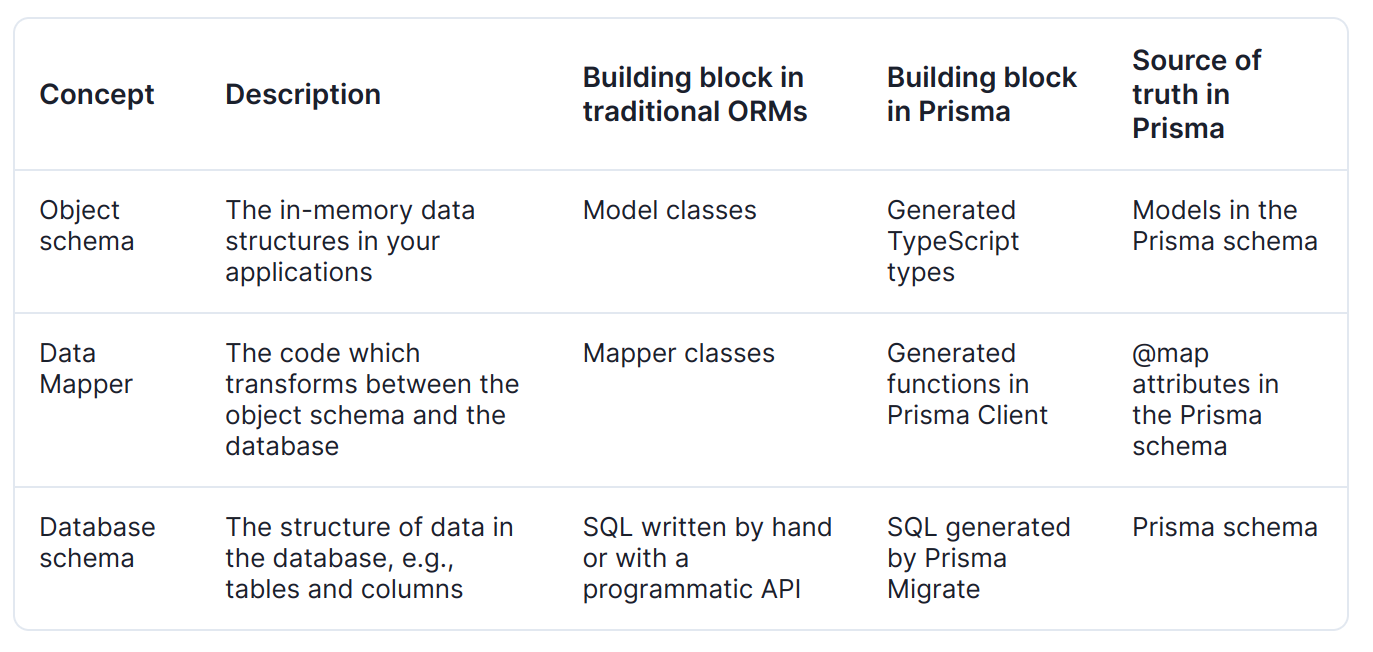 Concept
Description
Building block in
traditional ORMs
Building block
in Prisma
Source of
truth in
Prisma
Object
schema
The in-memory data
structures in your
applications
Model classes
Generated
TypeScript
types
Models in the
Prisma schema
Data
Mapper
The code which
transforms between the
object schema and the
database
Mapper classes
Generated
functions in
Prisma Client
@map
attributes in
the Prisma
schema
Database
schema
The structure of data in
the database, e.g.,
tables and columns
SQL written by hand
or with a
programmatic API
SQL generated
by Prisma
Migrate
Prisma schema